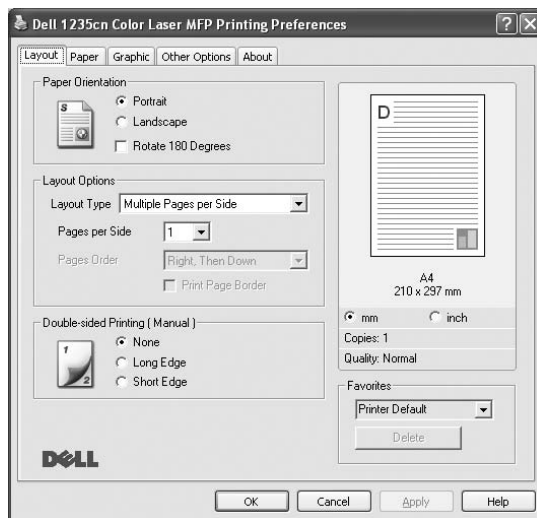 Dell 1235cn Color Laser MFP Printing Preferences
Layout Paper Graphic Other Options About
Paper Orientation
S
Portrait
Landscape
Rotate 180 Degrees
Layout Options
Layout Type Multiple Pages per Side
Pages per Side 1
Pages Order Right, Then Down
Print Page Border
Double-sided Printing ( Manual )
1
2
None
Long Edge
Short Edge
DELL
D
A4
210 x 297 mm
mm inch
Copies: 1
Quality: Normal
Favorites
Printer Default
Delete
OK Cancel Apply Help